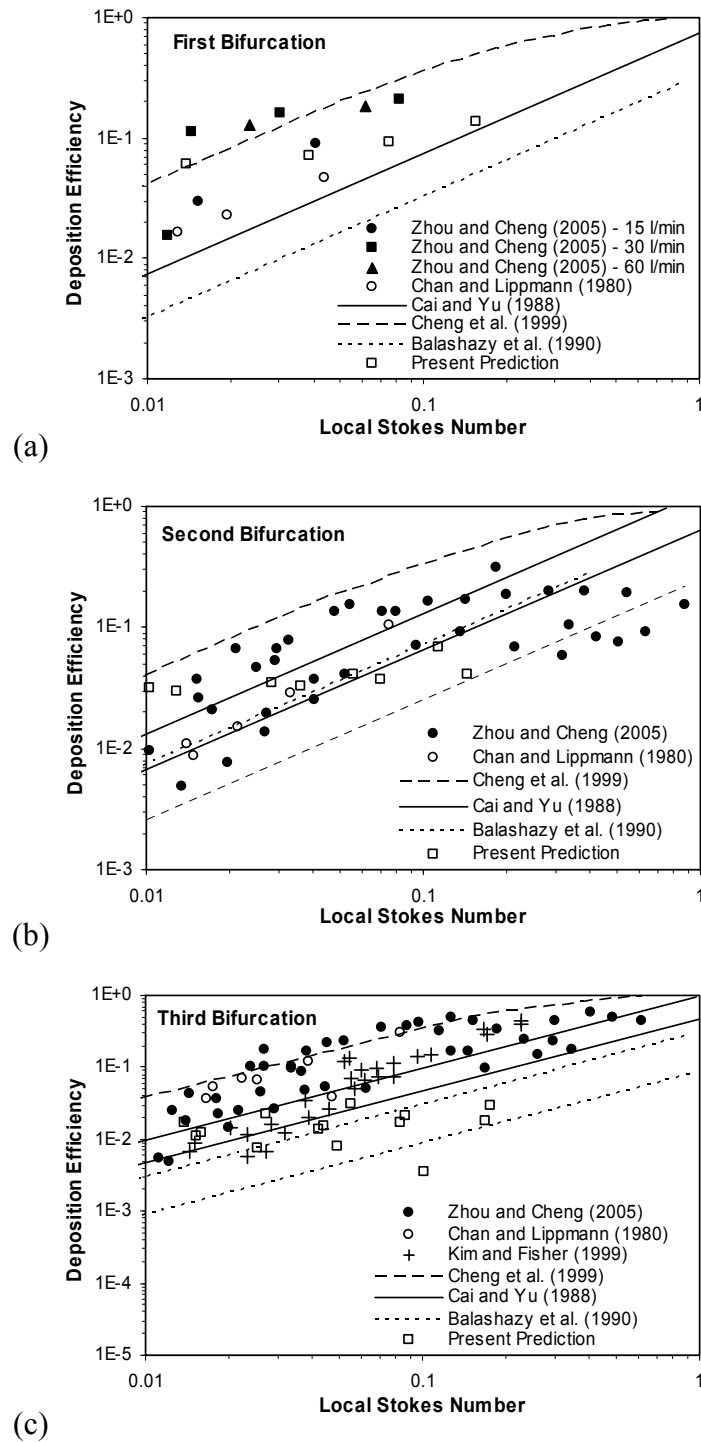 First Bifurcation
1E+0
1E-1
1E-2
1E-3
Deposition Efficiency
Zhou and Cheng (2005) - 15 l/min
Zhou and Cheng (2005) - 30 l/min
Zhou and Cheng (2005) - 60 l/min
Chan and Lippmann (1980)
Cai and Yu (1988)
Cheng et al. (1999)
Balashazy et al. (1990)
Present Prediction
0.01 0.1 1
Local Stokes Number
(a)
Second Bifurcation
1E+0
1E-1
1E-2
1E-3
Deposition Efficiency
Zhou and Cheng (2005)
Chan and Lippmann (1980)
Cheng et al. (1999)
Cai and Yu (1988)
Balashazy et al. (1990)
Present Prediction
0.01 0.1 1
Local Stokes Number
(b)
Third Bifurcation
1E+0
1E-1
1E-2
1E-3
1E-4
1E-5
Deposition Efficiency
Zhou and Cheng (2005)
Chan and Lippmann (1980)
Kim and Fisher (1999)
Cheng et al. (1999)
Cai and Yu (1988)
Balashazy et al. (1990)
Present Prediction
0.01 0.1 1
Local Stokes Number
(c)